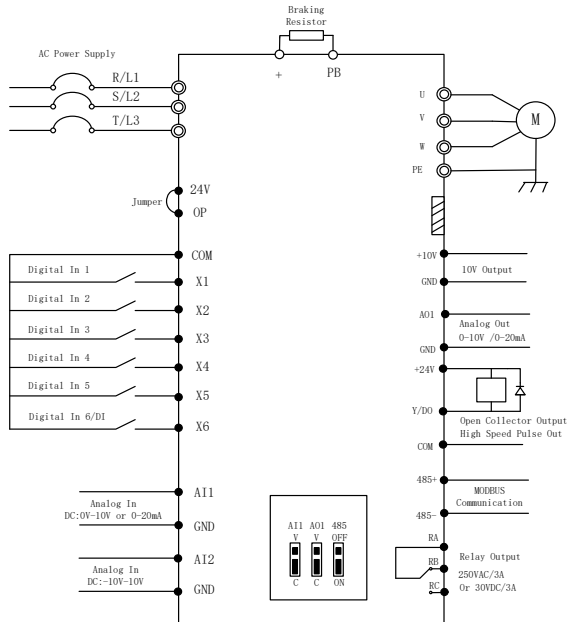 Braking
Resistor
+
PB
AC Power Supply
R/L1
S/L2
T/L3
U
V
W
PE
M
Jumper
24V
OP
COM
Digital In 1
X1
Digital In 2
X2
Digital In 3
X3
Digital In 4
X4
Digital In 5
X5
Digital In 6/DI
X6
+10V
10V Output
GND
AO1
Analog Out
0-10V /0-20mA
GND
+24V
Y/DO
Open Collector Output
High Speed Pulse Out
COM
485+
MODBUS
Communication
485-
AI1
Analog In
DC:0V-10V or 0-20mA
GND
AI2
Analog In
DC:-10V-10V
GND
AI1 AO1 485
V V OFF
C C ON
RA
Relay Output
RB
250VAC/3A
RC
Or 30VDC/3A